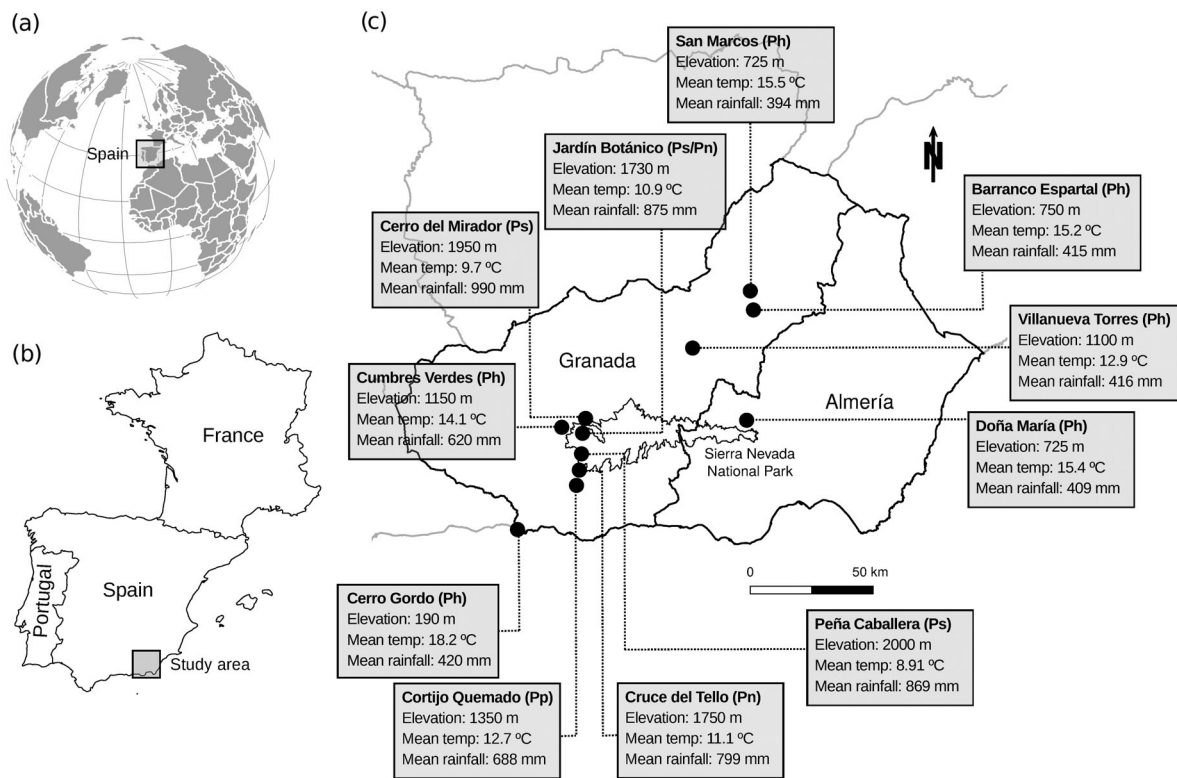 (a)
Spain
(b)
France
Portugal
Spain
Study area
(c)
San Marcos (Ph)
Elevation: 725 m
Mean temp: 15.5 ºC
Mean rainfall: 394 mm
Jardín Botánico (Ps/Pn)
Elevation: 1730 m
Mean temp: 10.9 ºC
Mean rainfall: 875 mm
N
Barranco Espartal (Ph)
Elevation: 750 m
Mean temp: 15.2 ºC
Mean rainfall: 415 mm
Cerro del Mirador (Ps)
Elevation: 1950 m
Mean temp: 9.7 ºC
Mean rainfall: 990 mm
Villanueva Torres (Ph)
Elevation: 1100 m
Mean temp: 12.9 ºC
Mean rainfall: 416 mm
Granada
Cumbres Verdes (Ph)
Elevation: 1150 m
Mean temp: 14.1 ºC
Mean rainfall: 620 mm
Almería
Doña María (Ph)
Elevation: 725 m
Mean temp: 15.4 ºC
Mean rainfall: 409 mm
Sierra Nevada
National Park
0 50 km
Cerro Gordo (Ph)
Elevation: 190 m
Mean temp: 18.2 ºC
Mean rainfall: 420 mm
Peña Caballera (Ps)
Elevation: 2000 m
Mean temp: 8.91 ºC
Mean rainfall: 869 mm
Cortijo Quemado (Pp)
Elevation: 1350 m
Mean temp: 12.7 ºC
Mean rainfall: 688 mm
Cruce del Tello (Pn)
Elevation: 1750 m
Mean temp: 11.1 ºC
Mean rainfall: 799 mm